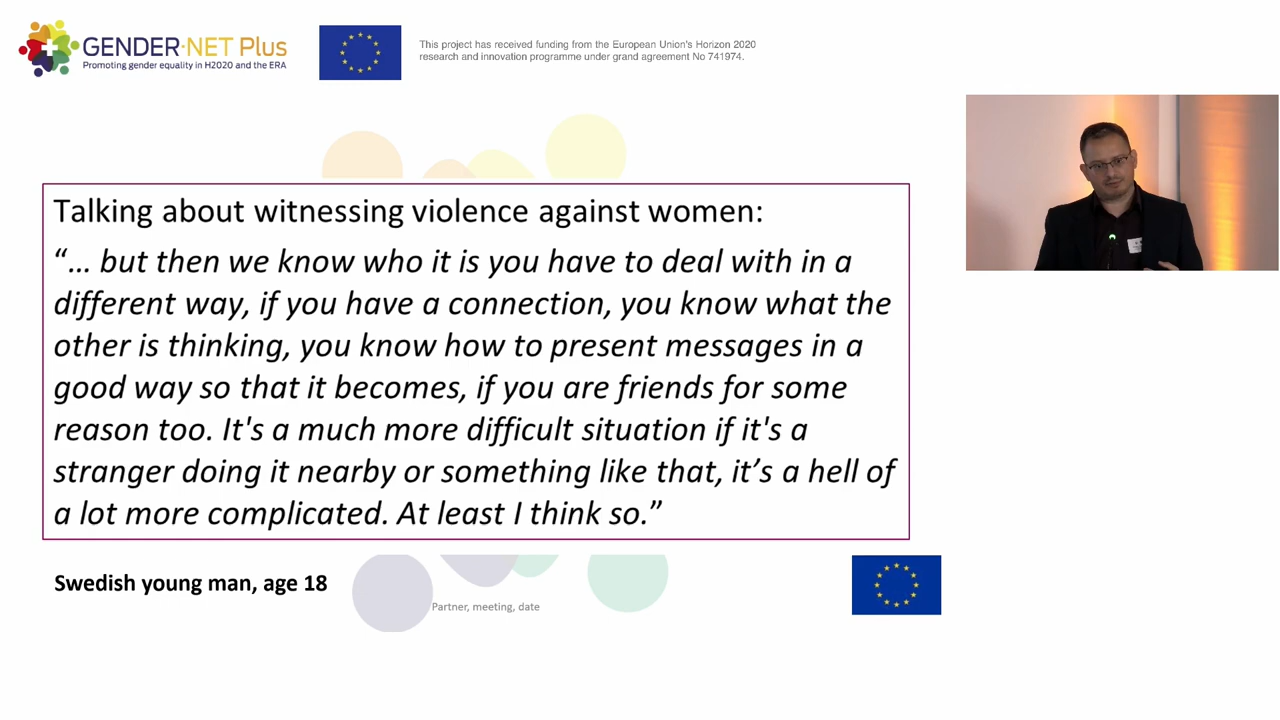 GENDER·NET Plus
Promoting gender equality in H2020 and the ERA
This project has received funding from the European Union's Horizon 2020
research and innovation programme under grand agreement No 741974.
Talking about witnessing violence against women:
“… but then we know who it is you have to deal with in a
different way, if you have a connection, you know what the
other is thinking, you know how to present messages in a
good way so that it becomes, if you are friends for some
reason too. It's a much more difficult situation if it's a
stranger doing it nearby or something like that, it’s a hell of
a lot more complicated. At least I think so.”
Swedish young man, age 18
Partner, meeting, date